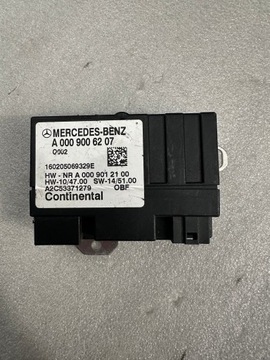 MERCEDES-BENZ
A 000 900 62 07
Q002
160205069329E
HW - NR A 000 901 21 00
HW-10/47.00 SW-14/51.00
A2C53371279 OBF
Continental